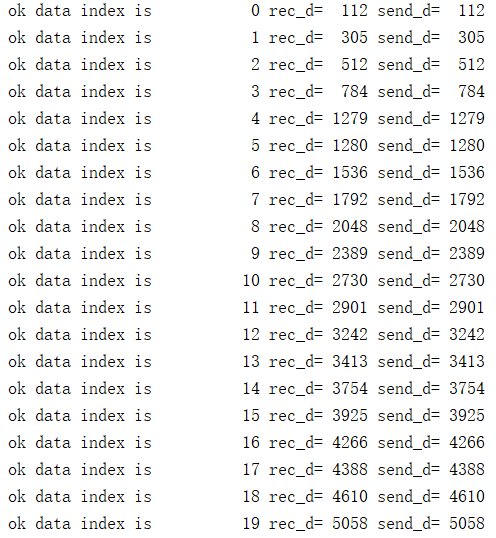 ok data index is           0 rec_d=  112 send_d=  112
ok data index is           1 rec_d=  305 send_d=  305
ok data index is           2 rec_d=  512 send_d=  512
ok data index is           3 rec_d=  784 send_d=  784
ok data index is           4 rec_d= 1279 send_d= 1279
ok data index is           5 rec_d= 1280 send_d= 1280
ok data index is           6 rec_d= 1536 send_d= 1536
ok data index is           7 rec_d= 1792 send_d= 1792
ok data index is           8 rec_d= 2048 send_d= 2048
ok data index is           9 rec_d= 2389 send_d= 2389
ok data index is          10 rec_d= 2730 send_d= 2730
ok data index is          11 rec_d= 2901 send_d= 2901
ok data index is          12 rec_d= 3242 send_d= 3242
ok data index is          13 rec_d= 3413 send_d= 3413
ok data index is          14 rec_d= 3754 send_d= 3754
ok data index is          15 rec_d= 3925 send_d= 3925
ok data index is          16 rec_d= 4266 send_d= 4266
ok data index is          17 rec_d= 4388 send_d= 4388
ok data index is          18 rec_d= 4610 send_d= 4610
ok data index is          19 rec_d= 5058 send_d= 5058